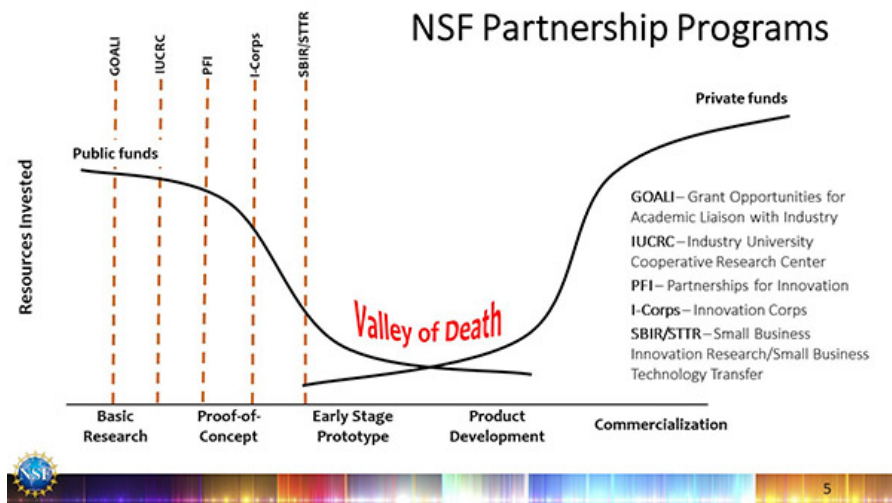 NSF Partnership Programs
GOALI
IUCRC
PFI
I-Corps
SBIR/STTR
Private funds
Public funds
Resources Invested
Valley of Death
GOALI– Grant Opportunities for
Academic Liaison with Industry
IUCRC–Industry University
Cooperative Research Center
PFI– Partnerships for Innovation
I-Corps– Innovation Corps
SBIR/STTR–Small Business
Innovation Research/Small Business
Technology Transfer
Basic
Research
Proof-of-
Concept
Early Stage
Prototype
Product
Development
Commercialization
NSF
5